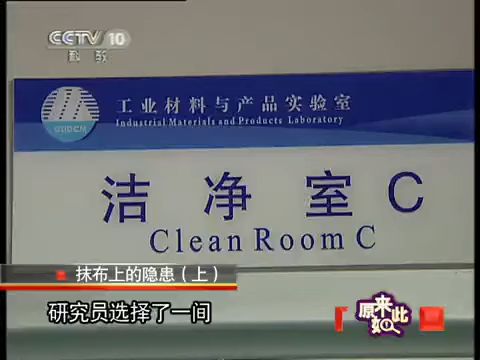 CCTV 10
科教
工业材料与产品实验室
Industrial Materials and Products Laboratory
GUDCM
洁净室C
Clean Room C
抹布上的隐患（上）
研究员选择了一间
原来如此